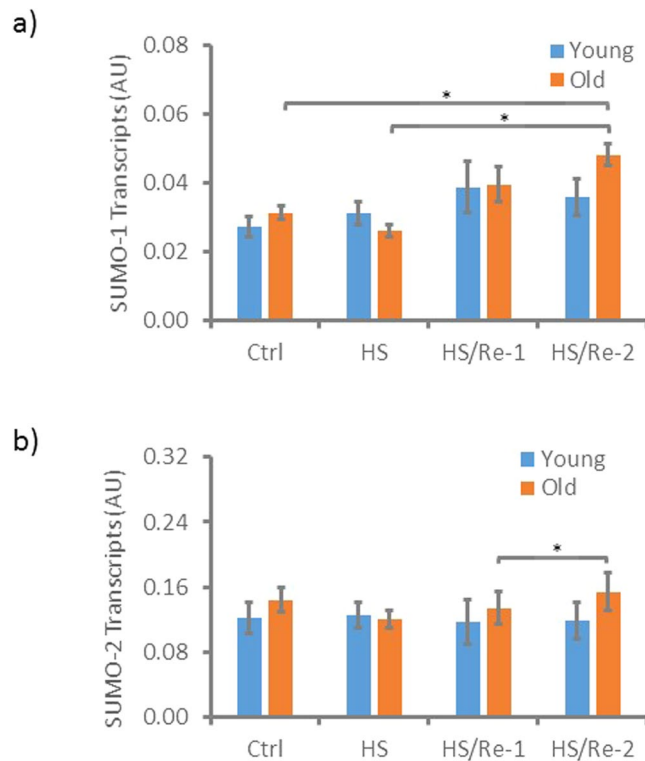 a)
SUMO-1 Transcripts (AU)
0.08
0.06
0.04
0.02
0.00
Young
Old
*
*
Ctrl
HS
HS/Re-1
HS/Re-2
b)
SUMO-2 Transcripts (AU)
0.32
0.24
0.16
0.08
0.00
Young
Old
*
Ctrl
HS
HS/Re-1
HS/Re-2